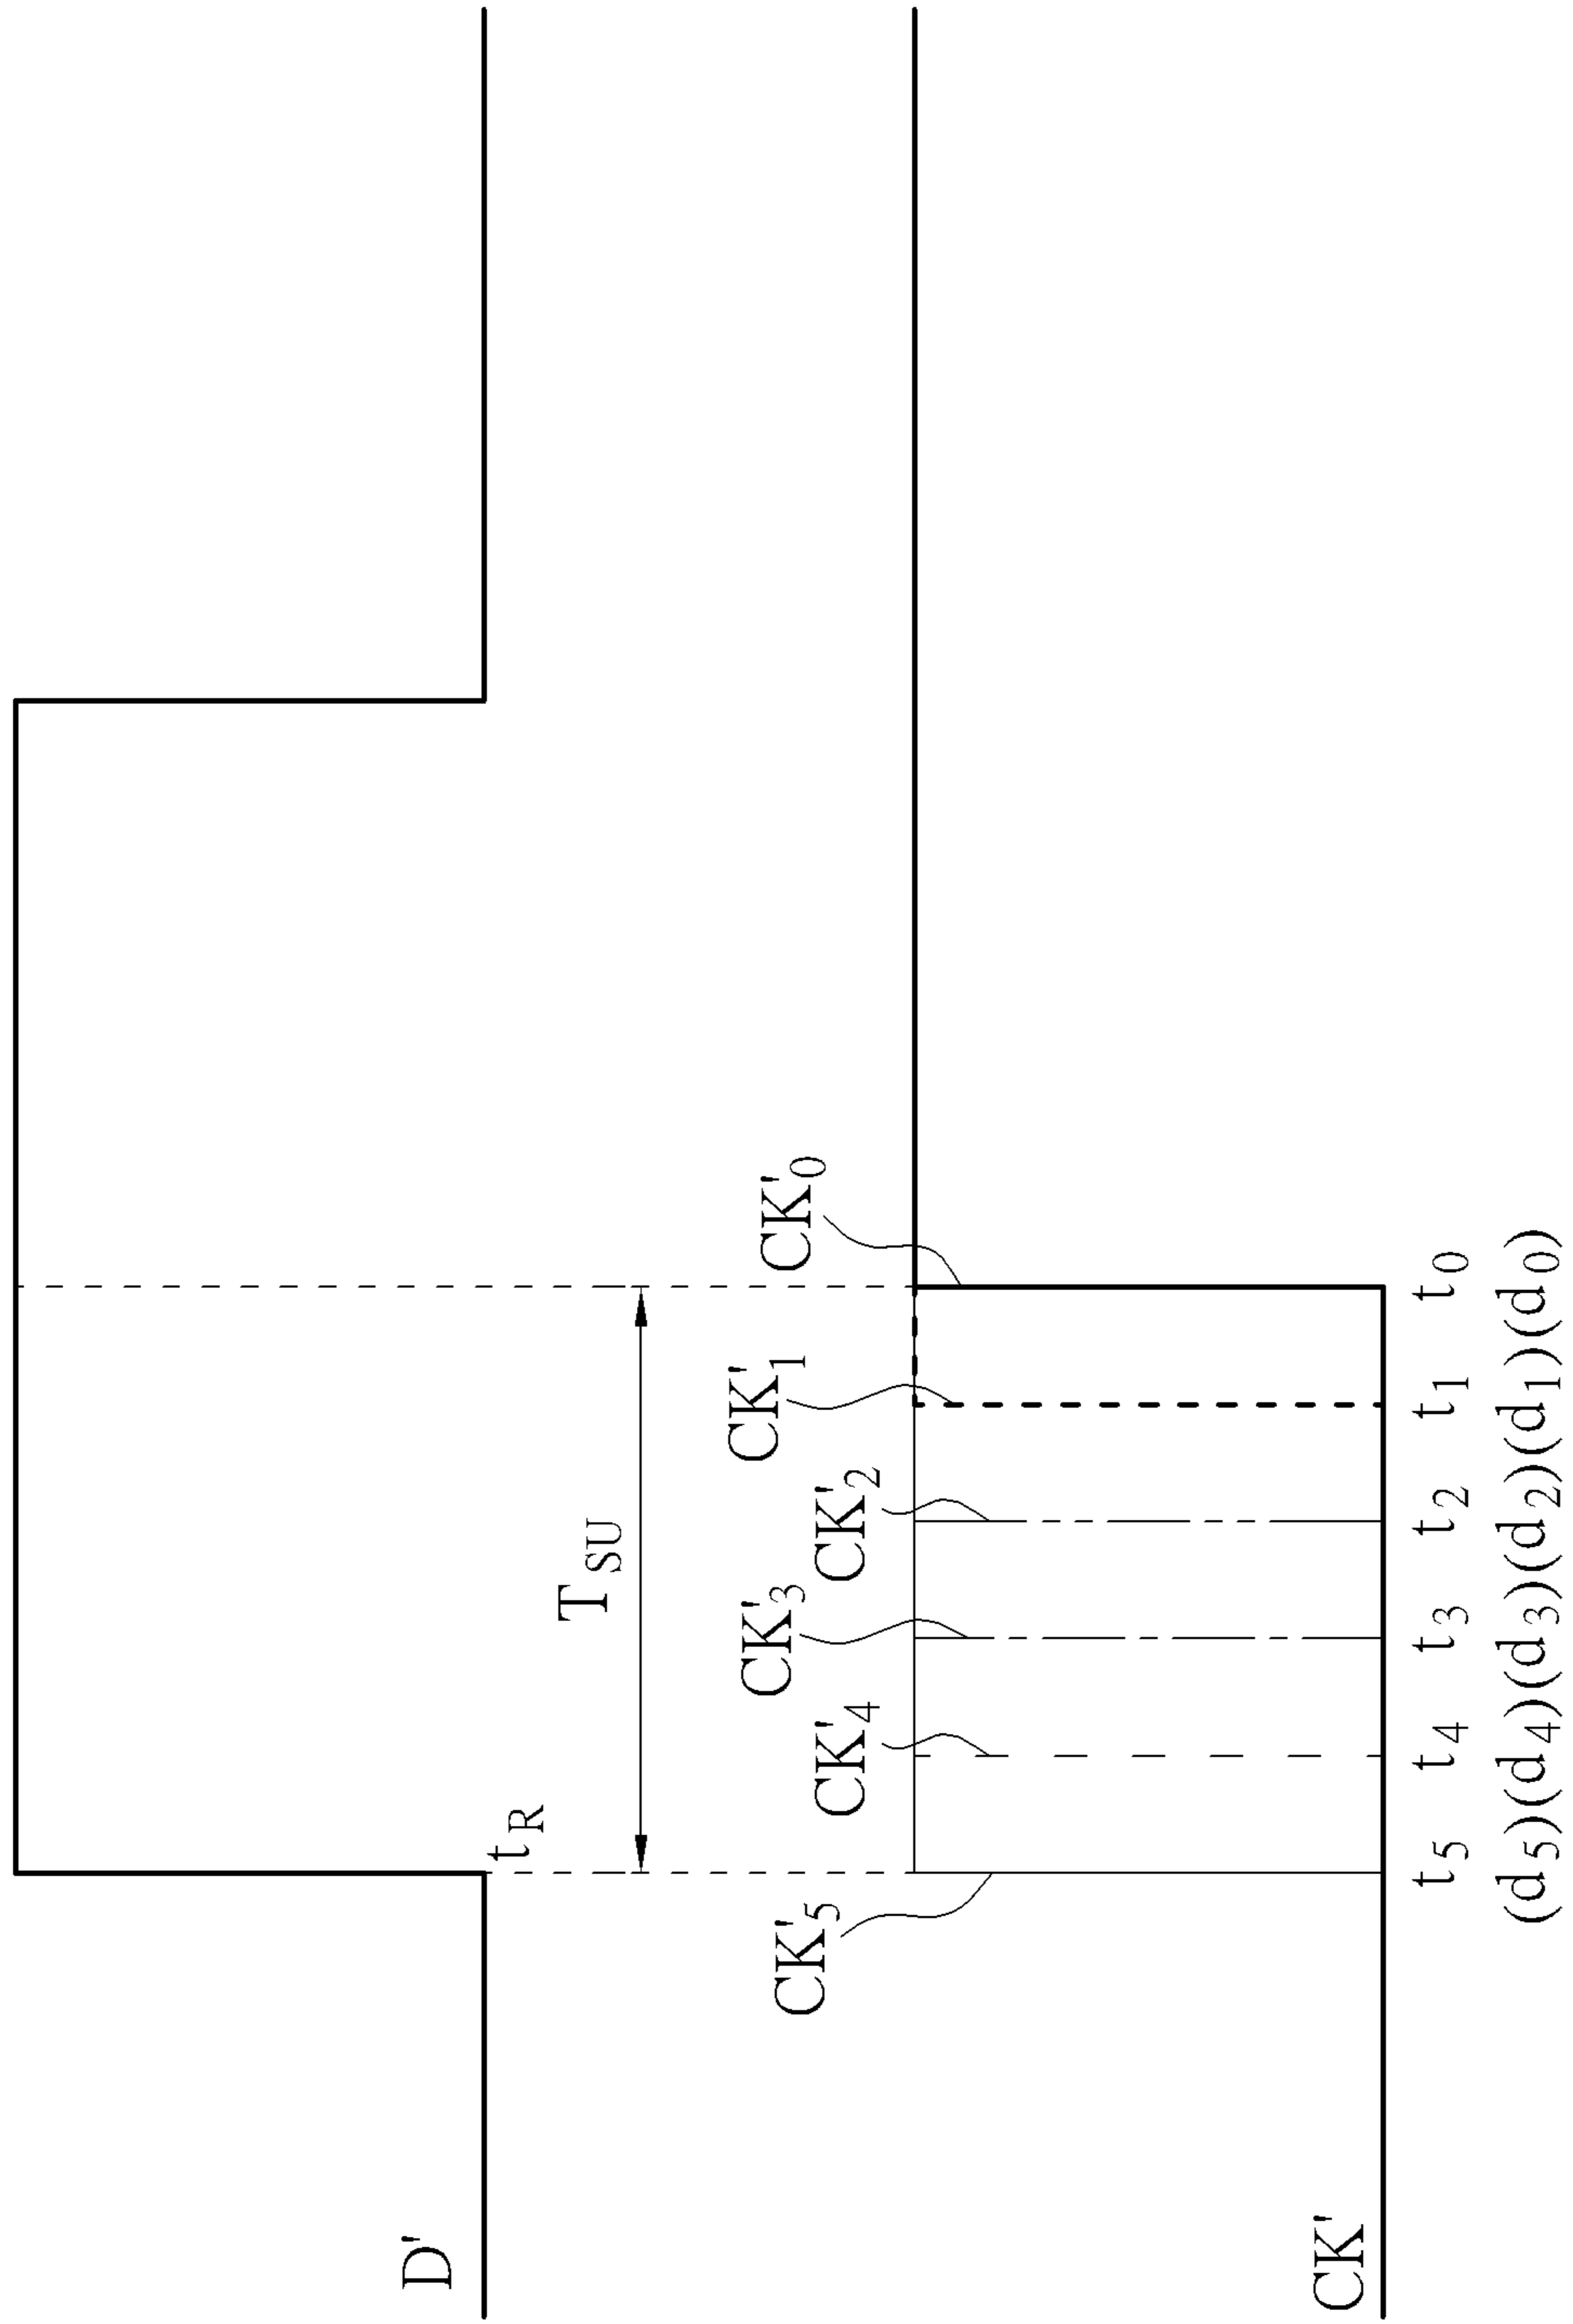 D'
t_R
T_SU
CK'_5
CK'_4
CK'_3
CK'_2
CK'_1
CK'_0
CK'
t_5 t_4 t_3 t_2 t_1 t_0
(d_5)(d_4)(d_3)(d_2)(d_1)(d_0)